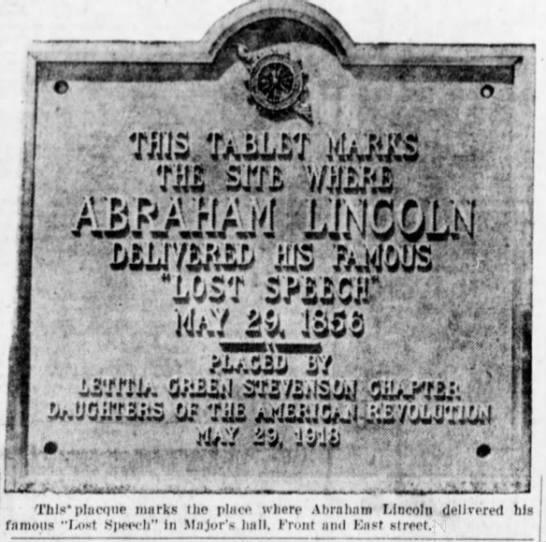 THIS TABLET MARKS
THE SITE WHERE
ABRAHAM LINCOLN
DELIVERED HIS FAMOUS
"LOST SPEECH"
MAY 29, 1856
PLACED BY
LETITIA GREEN STEVENSON CHAPTER
DAUGHTERS OF THE AMERICAN REVOLUTION
MAY 29, 1918
This placque marks the place where Abraham Lincoln delivered his
famous "Lost Speech" in Major's hall, Front and East street.